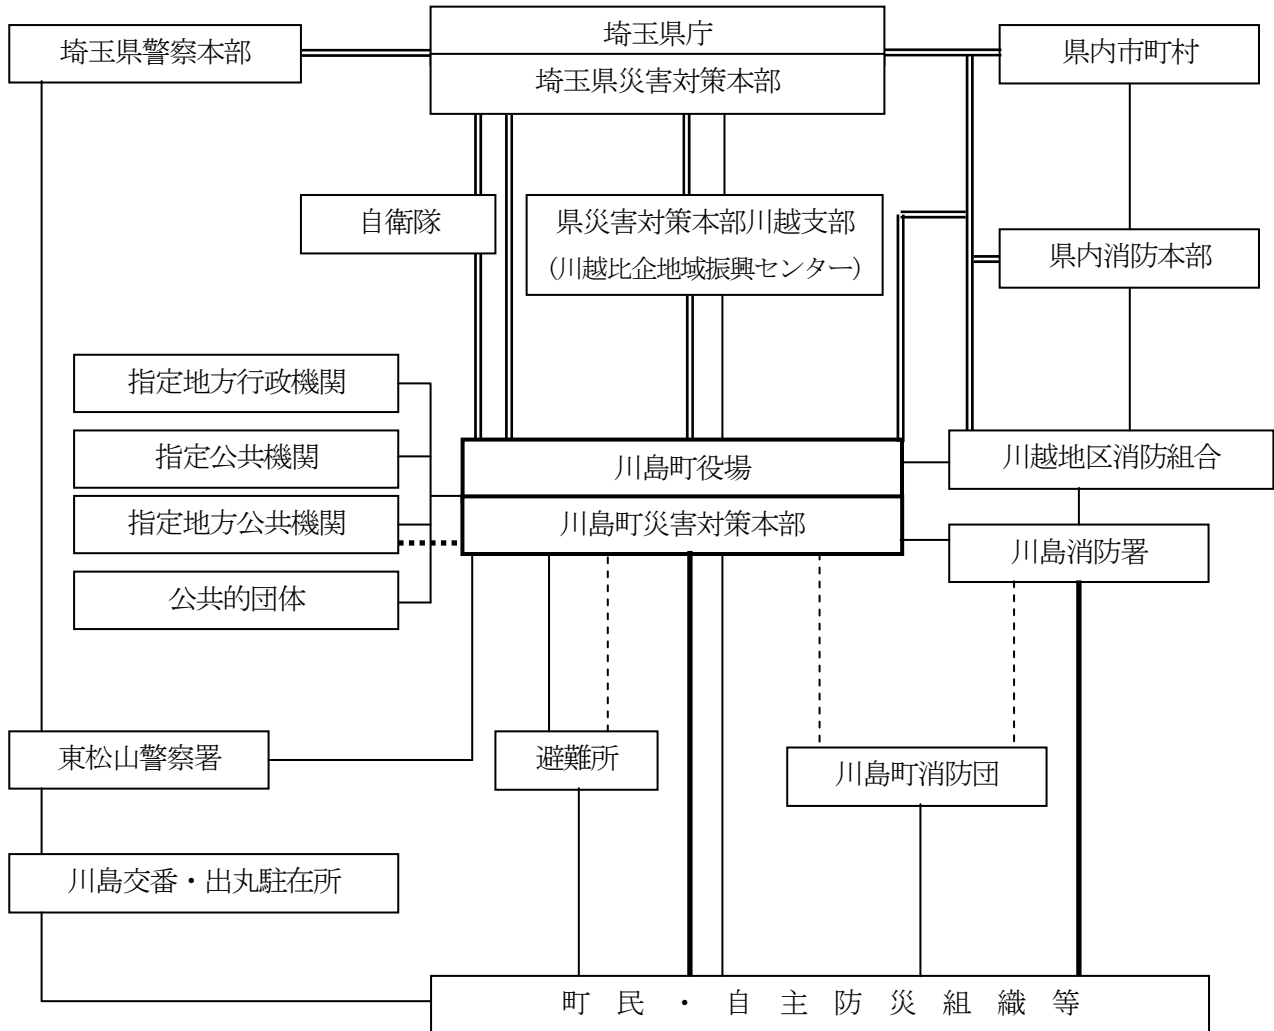 埼玉県庁
埼玉県警察本部
県内市町村
埼玉県災害対策本部
自衛隊
県災害対策本部川越支部
(川越比企地域振興センター)
県内消防本部
指定地方行政機関
指定公共機関
川島町役場
川越地区消防組合
指定地方公共機関
川島町災害対策本部
川島消防署
公共的団体
東松山警察署
避難所
川島町消防団
川島交番・出丸駐在所
町民・自主防災組織等